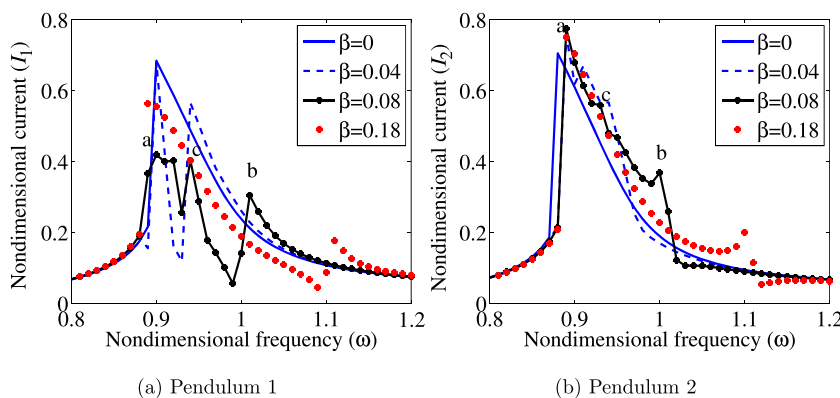 0.8
0.6
0.4
0.2
0
Nondimensional current (I1)
a
c
b
β=0
β=0.04
β=0.08
β=0.18
0.8 0.9 1 1.1 1.2
Nondimensional frequency (ω)
(a) Pendulum 1
0.8
0.6
0.4
0.2
0
Nondimensional current (I2)
a
c
b
β=0
β=0.04
β=0.08
β=0.18
0.8 0.9 1 1.1 1.2
Nondimensional frequency (ω)
(b) Pendulum 2